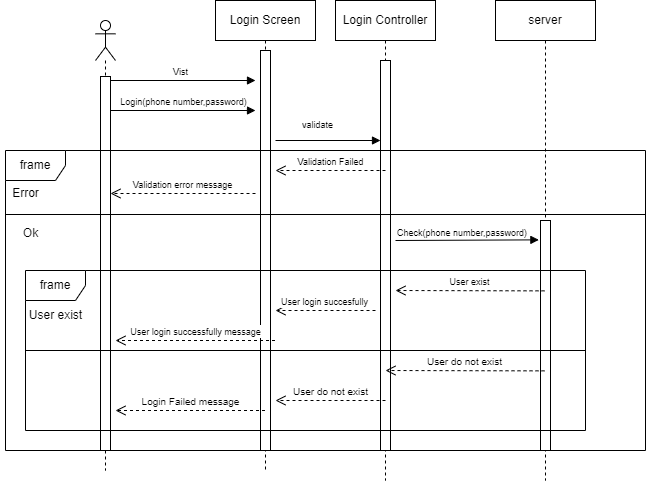 Login Screen
Login Controller
server
Vist
Login(phone number,password)
validate
frame
Validation Failed
Validation error message
Error
Ok
Check(phone number,password)
frame
User exist
User login succesfully
User exist
User login successfully message
User do not exist
User do not exist
Login Failed message